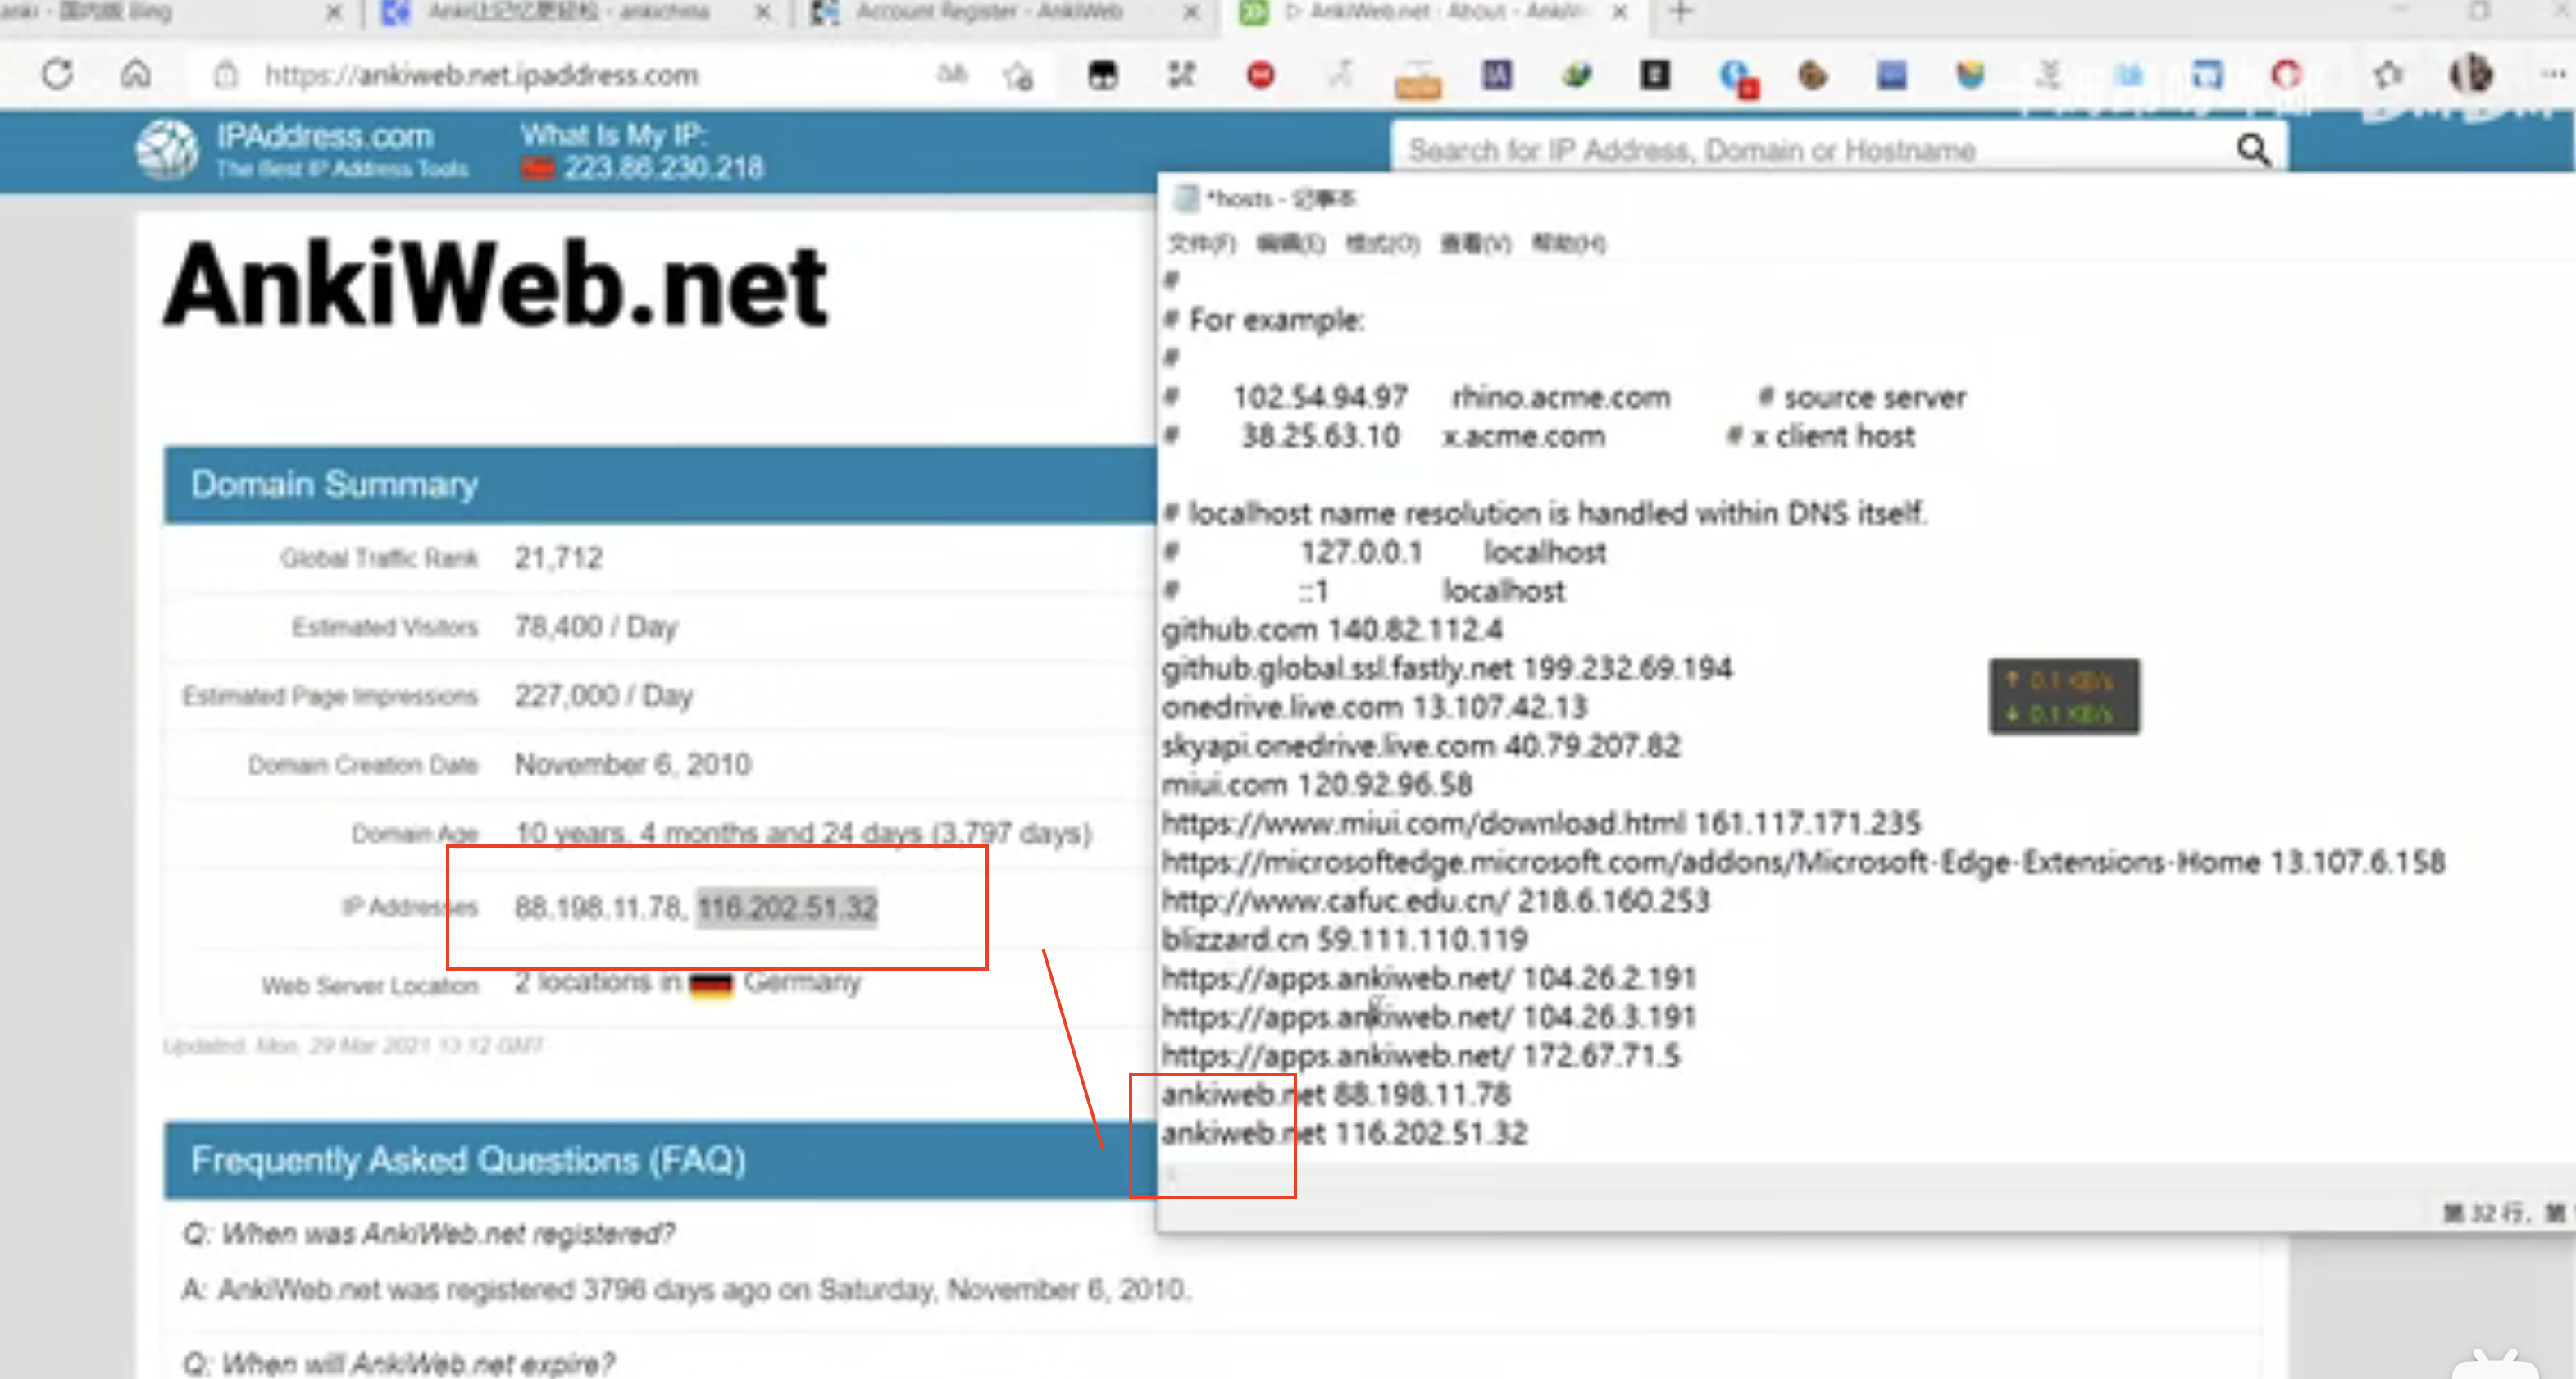 anki - 国内版 Bing
Anki让记忆更轻松 - ankichina
Account Register - AnkiWeb
▷ AnkiWeb.net - About - AnkiW
https://ankiweb.net.ipaddress.com
IPAddress.com
The Best IP Address Tools
What Is My IP:
223.86.230.218
Search for IP Address, Domain or Hostname
AnkiWeb.net
Domain Summary
Global Traffic Rank 21,712
Estimated Visitors 78,400 / Day
Estimated Page Impressions 227,000 / Day
Domain Creation Date November 6, 2010
Domain Age 10 years, 4 months and 24 days (3,797 days)
IP Addresses 88.198.11.78, 116.202.51.32
Web Server Location 2 locations in Germany
Updated: Mon, 29 Mar 2021 13:12 GMT
Frequently Asked Questions (FAQ)
Q: When was AnkiWeb.net registered?
A: AnkiWeb.net was registered 3796 days ago on Saturday, November 6, 2010.
Q: When will AnkiWeb.net expire?
*hosts - 记事本
文件(F) 编辑(E) 格式(O) 查看(V) 帮助(H)
#
# For example:
#
# 102.54.94.97 rhino.acme.com # source server
# 38.25.63.10 x.acme.com # x client host
# localhost name resolution is handled within DNS itself.
# 127.0.0.1 localhost
# ::1 localhost
github.com 140.82.112.4
github.global.ssl.fastly.net 199.232.69.194
onedrive.live.com 13.107.42.13
skyapi.onedrive.live.com 40.79.207.82
miui.com 120.92.96.58
https://www.miui.com/download.html 161.117.171.235
https://microsoftedge.microsoft.com/addons/Microsoft-Edge-Extensions-Home 13.107.6.158
http://www.cafuc.edu.cn/ 218.6.160.253
blizzard.cn 59.111.110.119
https://apps.ankiweb.net/ 104.26.2.191
https://apps.ankiweb.net/ 104.26.3.191
https://apps.ankiweb.net/ 172.67.71.5
ankiweb.net 88.198.11.78
ankiweb.net 116.202.51.32
↑ 0.1 KB/s
↓ 0.1 KB/s
第 32 行, 第